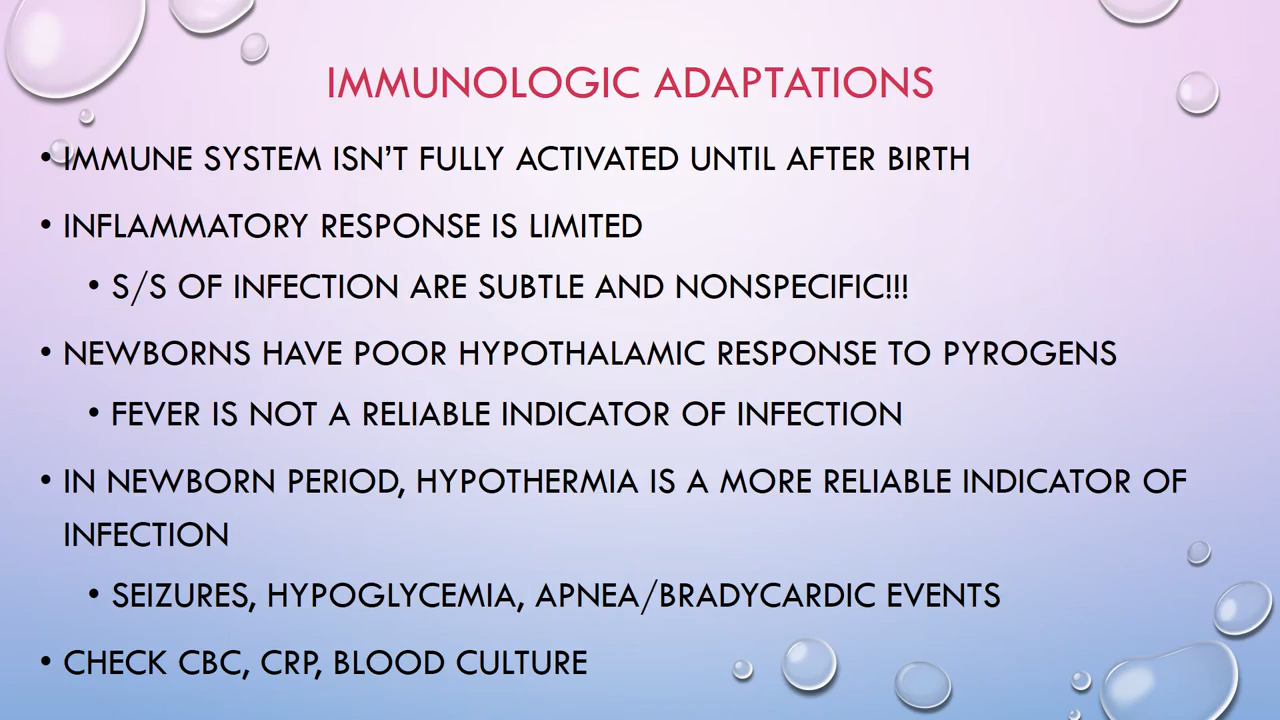 IMMUNOLOGIC ADAPTATIONS
• IMMUNE SYSTEM ISN'T FULLY ACTIVATED UNTIL AFTER BIRTH
• INFLAMMATORY RESPONSE IS LIMITED
• S/S OF INFECTION ARE SUBTLE AND NONSPECIFIC!!!
• NEWBORNS HAVE POOR HYPOTHALAMIC RESPONSE TO PYROGENS
• FEVER IS NOT A RELIABLE INDICATOR OF INFECTION
• IN NEWBORN PERIOD, HYPOTHERMIA IS A MORE RELIABLE INDICATOR OF
INFECTION
• SEIZURES, HYPOGLYCEMIA, APNEA/BRADYCARDIC EVENTS
• CHECK CBC, CRP, BLOOD CULTURE